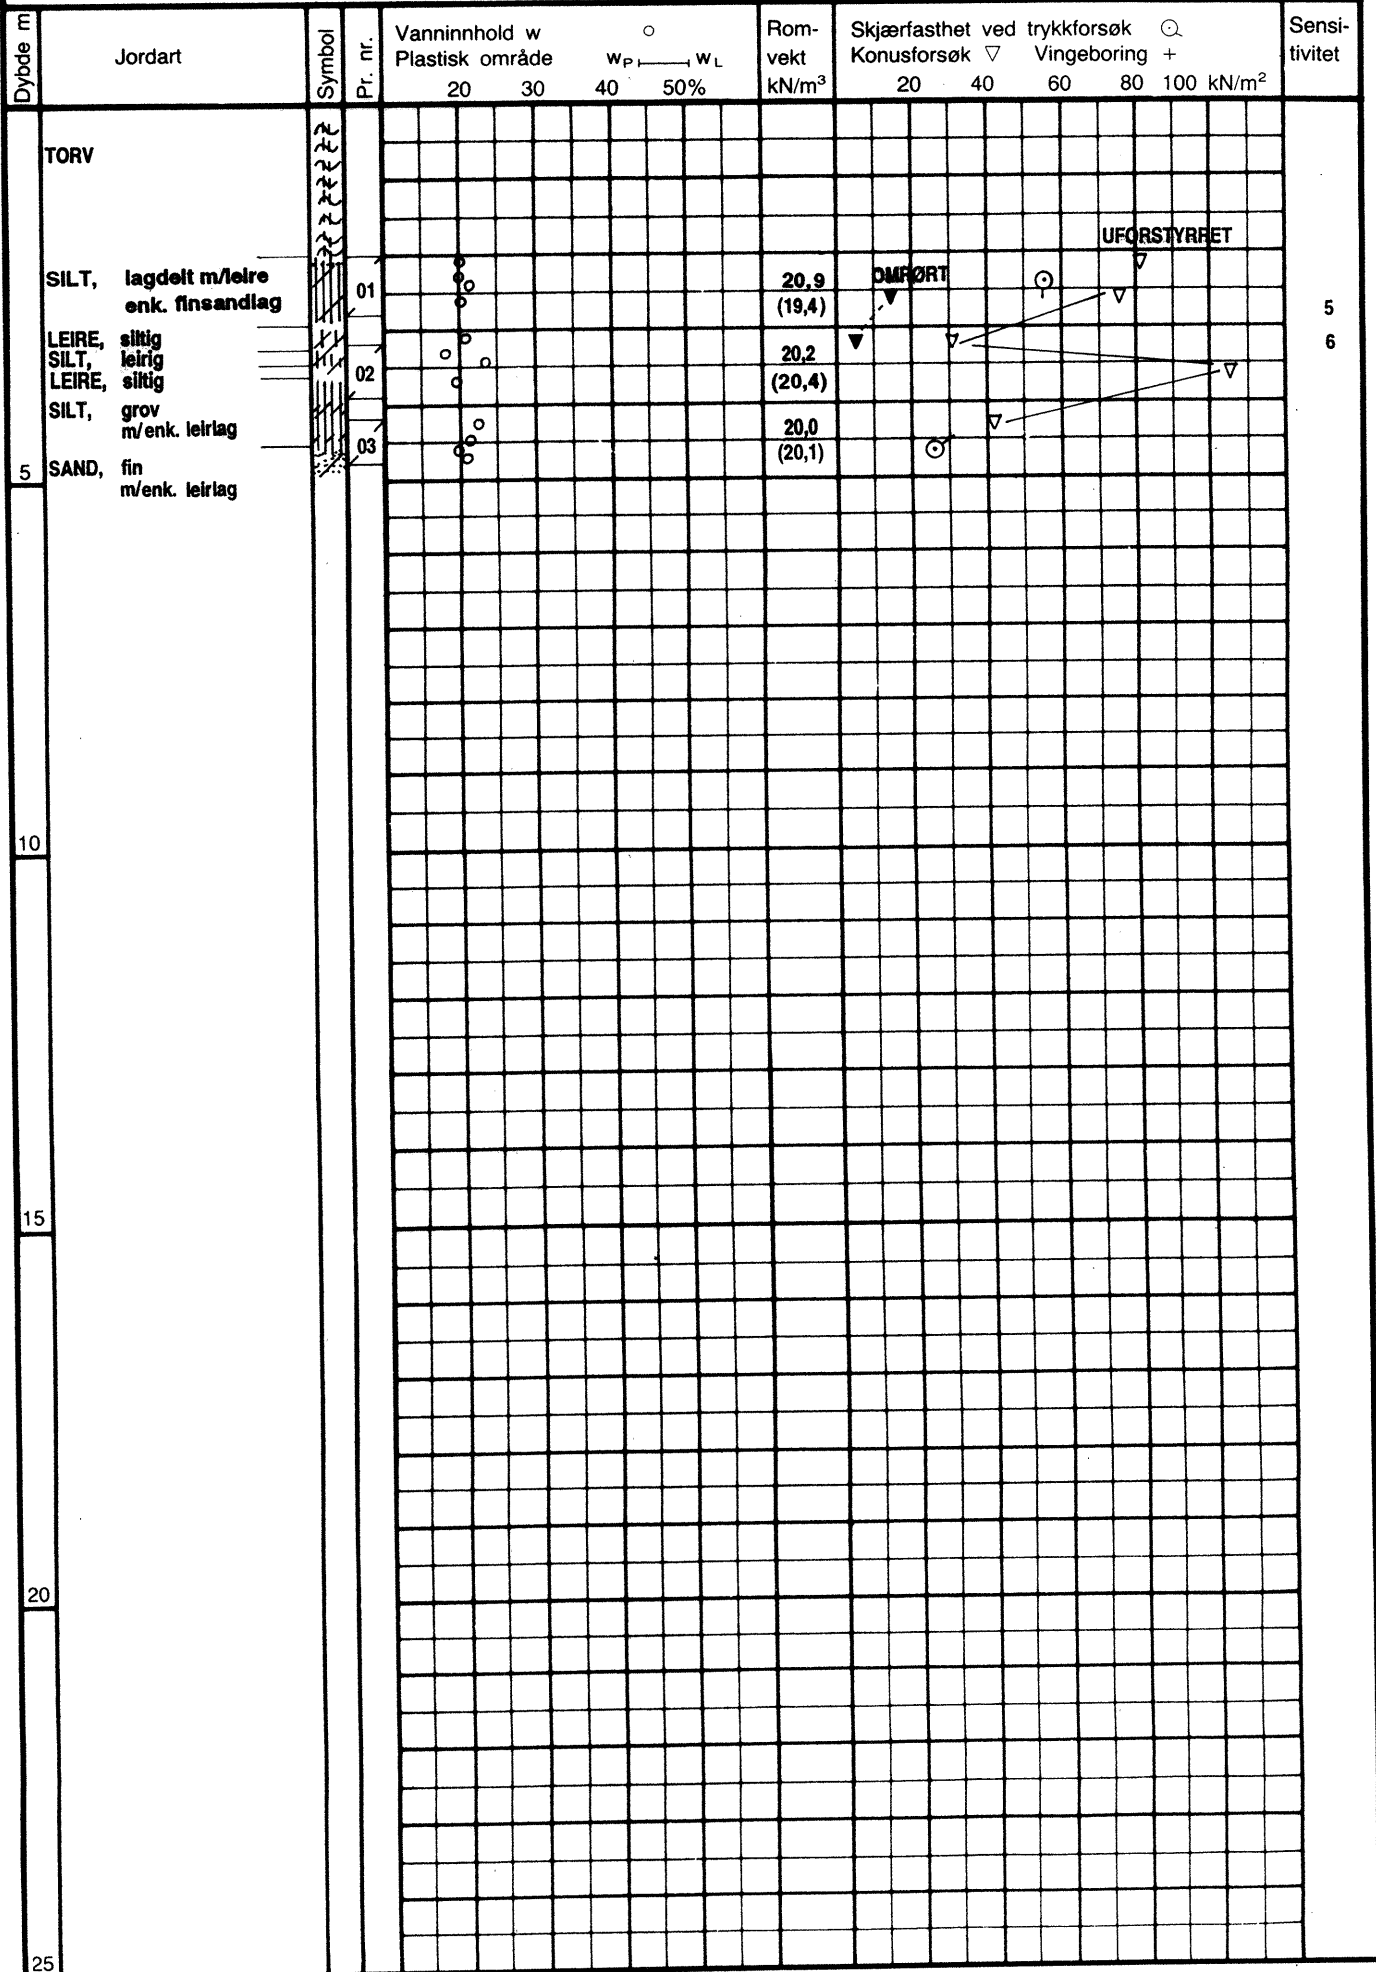 Dybde m
Jordart
Symbol
Pr. nr.
Vanninnhold w
Plastisk område wP wL
20 30 40 50%
Rom-
vekt
kN/m³
Skjærfasthet ved trykkforsøk
Konusforsøk ▽ Vingeboring +
20 40 60 80 100 kN/m²
Sensi-
tivitet
TORV
UFORSTYRRET
SILT, lagdelt m/leire
enk. finsandlag
01
20,9
(19,4)
OMRØRT
5
LEIRE, siltig
SILT, leirig
LEIRE, siltig
02
20,2
(20,4)
6
SILT, grov
m/enk. leirlag
03
20,0
(20,1)
5
SAND, fin
m/enk. leirlag
10
15
20
25